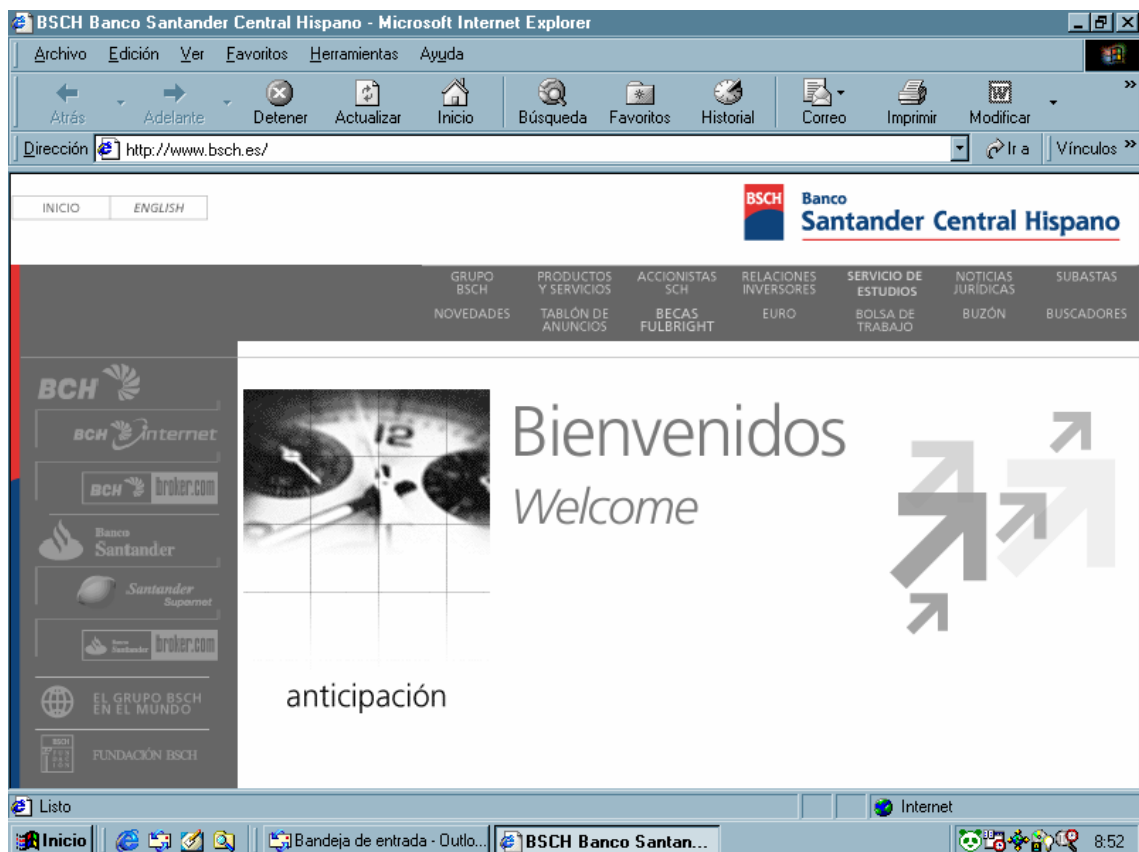 BSCH Banco Santander Central Hispano - Microsoft Internet Explorer
Archivo Edición Ver Favoritos Herramientas Ayuda
Atrás Adelante Detener Actualizar Inicio Búsqueda Favoritos Historial Correo Imprimir Modificar »
Dirección http://www.bsch.es/ Ir a Vínculos »
INICIO ENGLISH
BSCH Banco
Santander Central Hispano
GRUPO BSCH
PRODUCTOS Y SERVICIOS
ACCIONISTAS SCH
RELACIONES INVERSORES
SERVICIO DE ESTUDIOS
NOTICIAS JURÍDICAS
SUBASTAS
NOVEDADES
TABLÓN DE ANUNCIOS
BECAS FULBRIGHT
EURO
BOLSA DE TRABAJO
BUZÓN
BUSCADORES
BCH
BCH internet
BCH broker.com
Banco
Santander
Santander
Supernet
Banco
Santander broker.com
EL GRUPO BSCH
EN EL MUNDO
BSCH
FUNDACIÓN BSCH
12
Bienvenidos
Welcome
anticipación
Listo Internet
Inicio Bandeja de entrada - Outlo... BSCH Banco Santan... 8:52